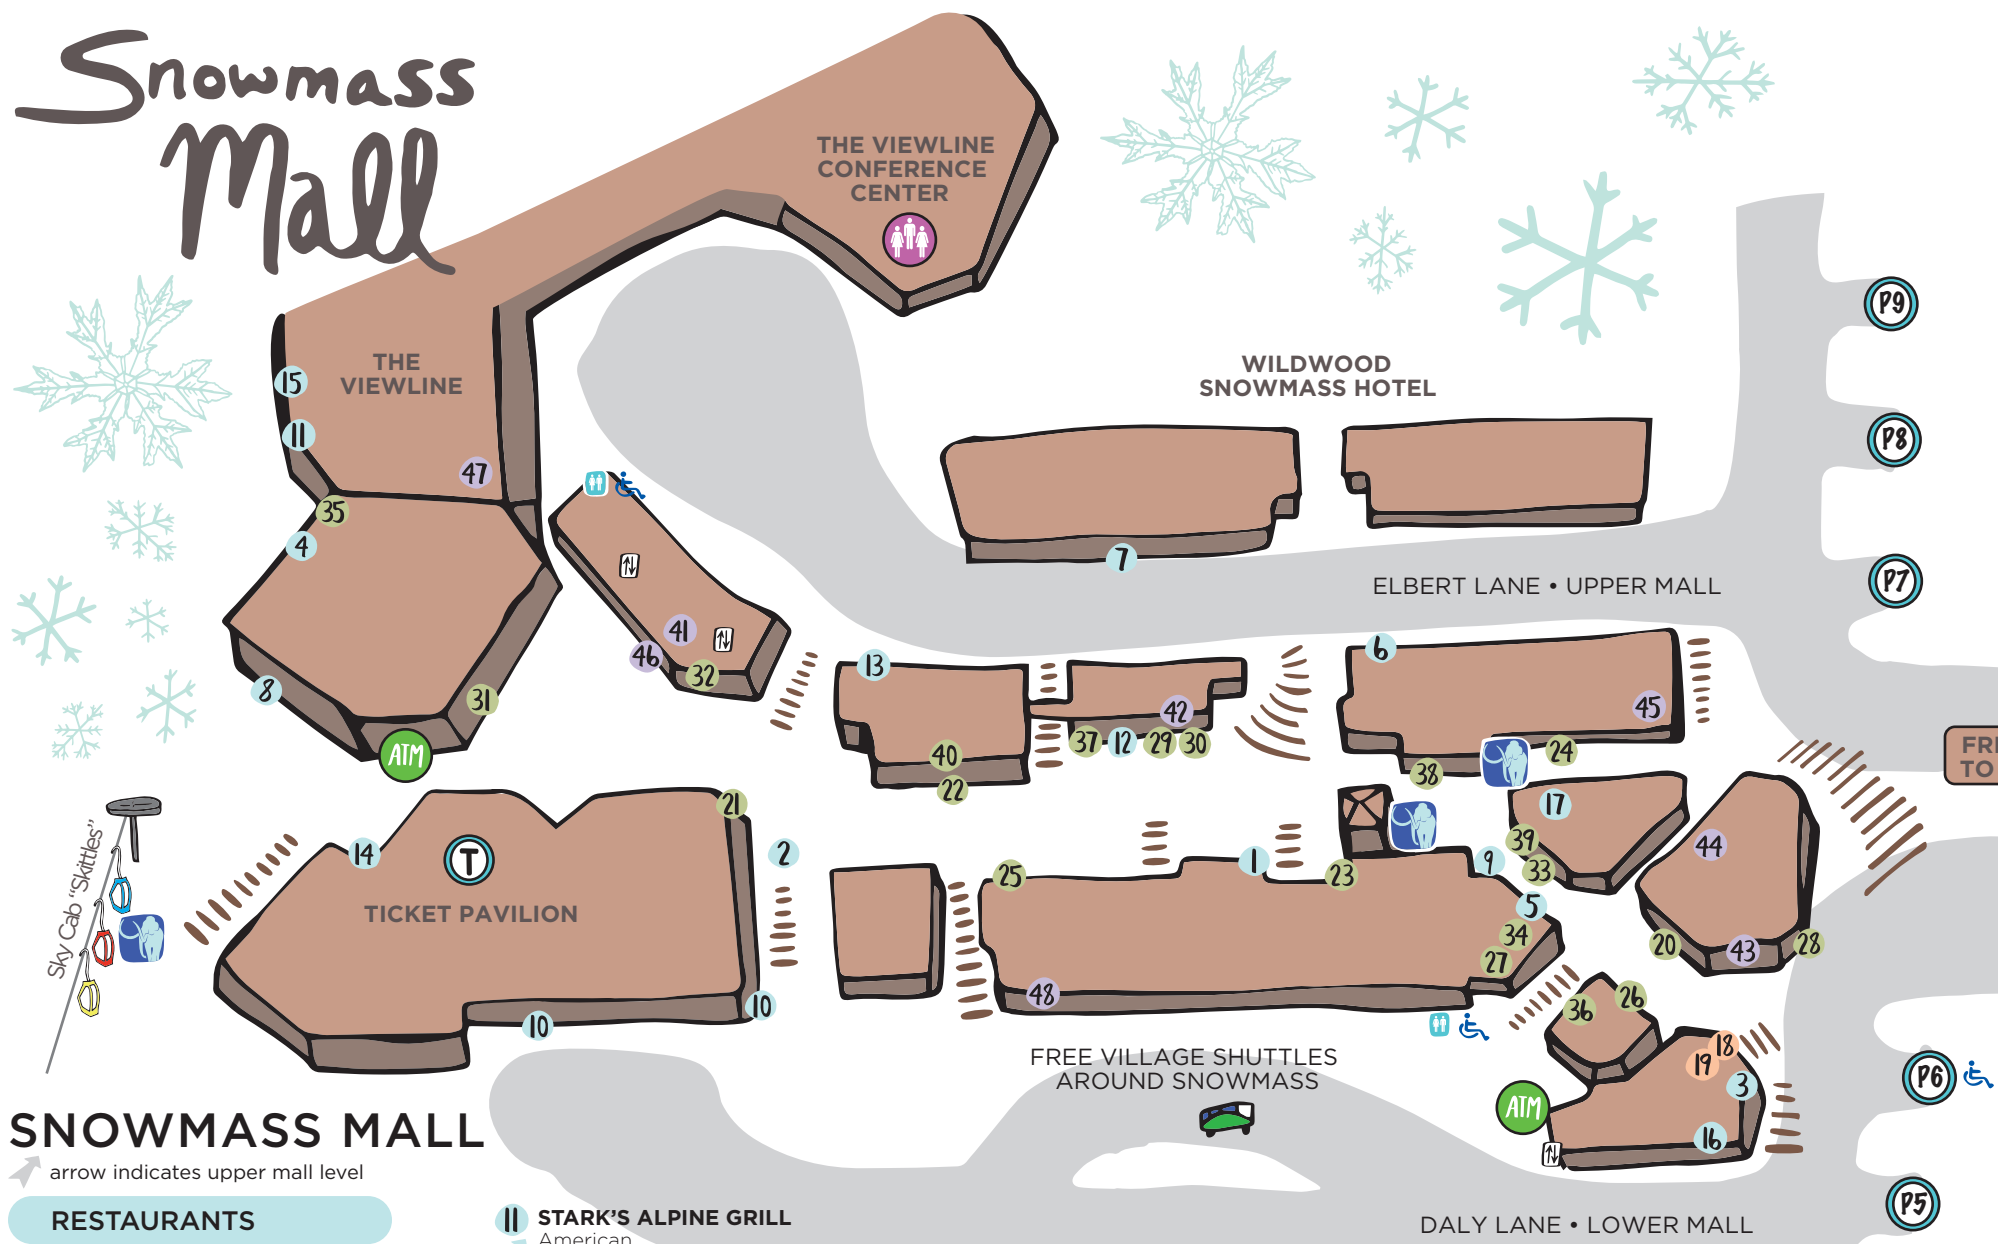 Snowmass
Mall
THE VIEWLINE
CONFERENCE
CENTER
P9
THE
VIEWLINE
15
11
47
WILDWOOD
SNOWMASS HOTEL
P8
35
4
7
ELBERT LANE • UPPER MALL
P7
41
46
32
8
31
ATM
13
42
37
12
29
30
40
22
6
45
24
38
FR
TO
Sky Cab "Skittles"
14
T
TICKET PAVILION
21
2
10
10
25
1
23
9
5
34
27
48
17
39
33
44
20
43
28
36
26
18
19
3
16
ATM
FREE VILLAGE SHUTTLES
AROUND SNOWMASS
P6
P5
DALY LANE • LOWER MALL
SNOWMASS MALL
arrow indicates upper mall level
RESTAURANTS
11 STARK'S ALPINE GRILL
American